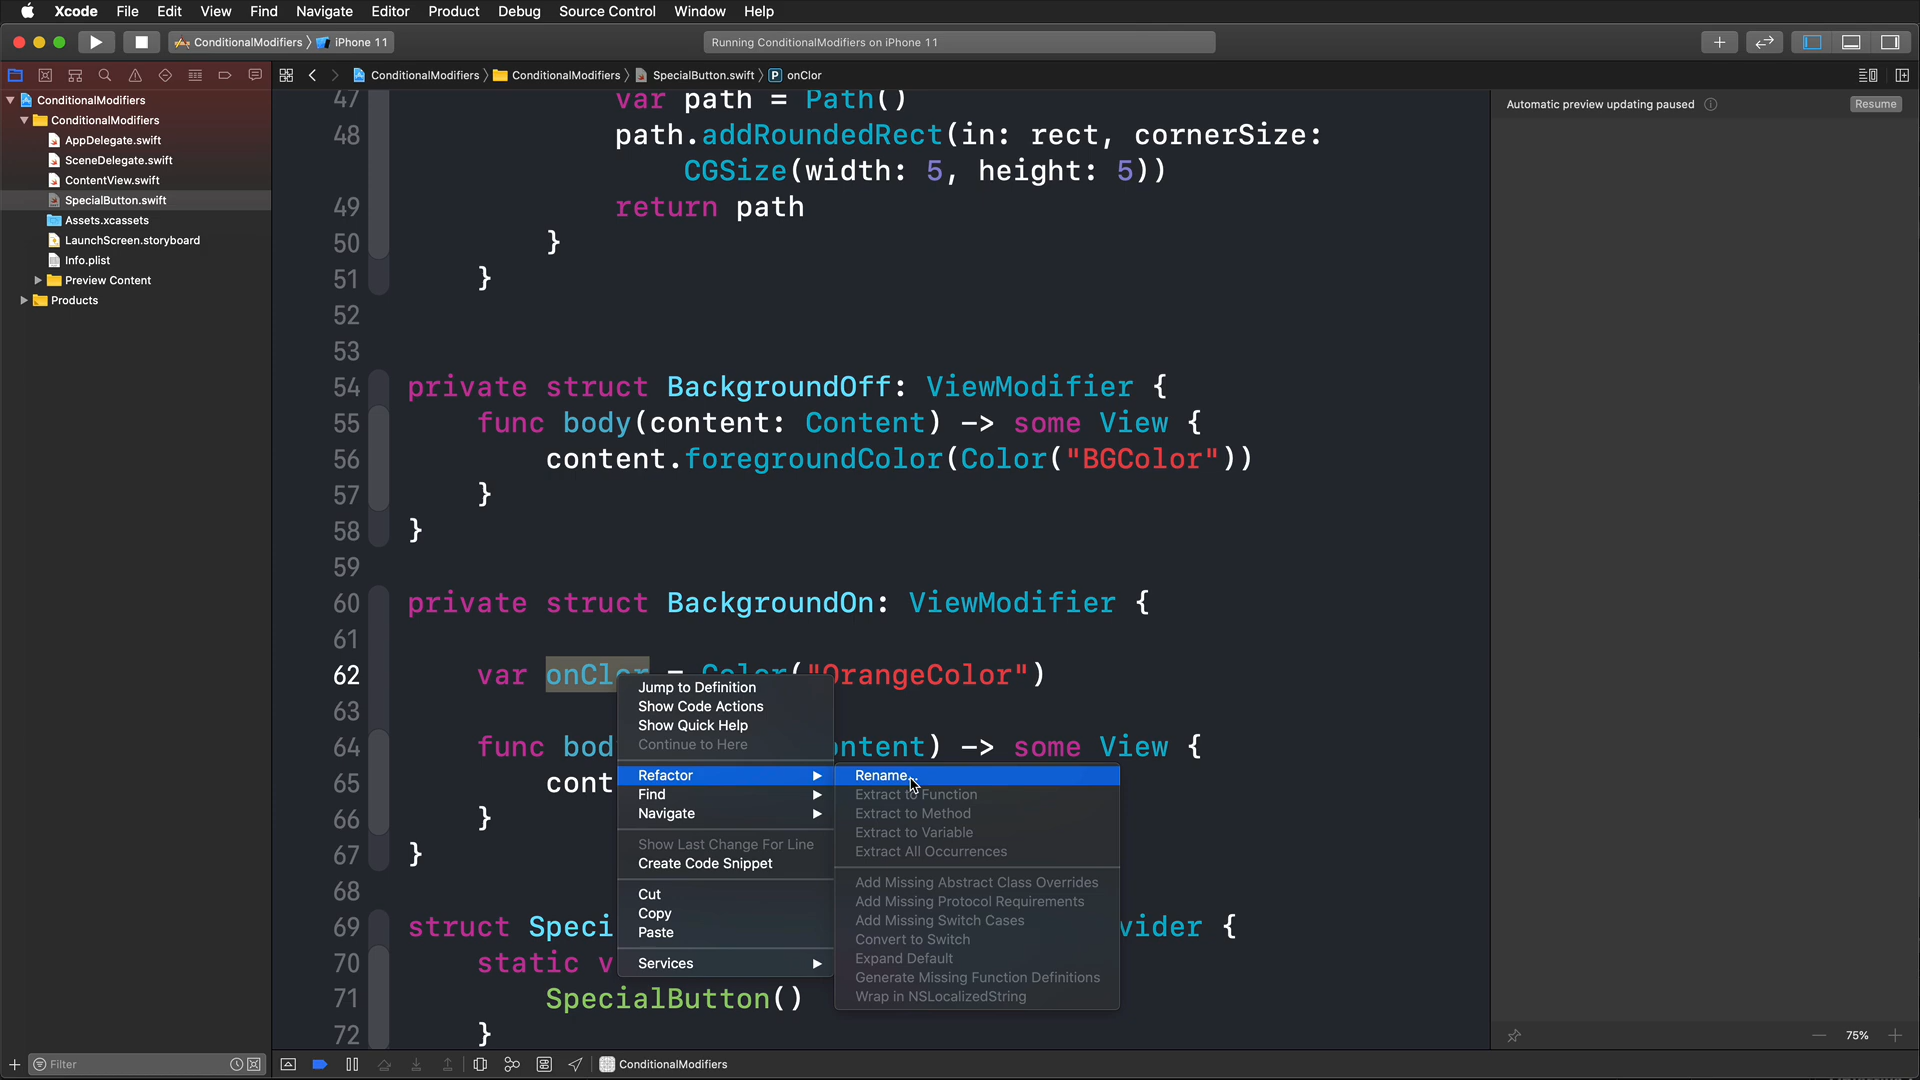 Xcode File Edit View Find Navigate Editor Product Debug Source Control Window Help
ConditionalModifiers iPhone 11
Running ConditionalModifiers on iPhone 11
ConditionalModifiers ConditionalModifiers SpecialButton.swift P onClor
Automatic preview updating paused Resume
ConditionalModifiers
ConditionalModifiers
AppDelegate.swift
SceneDelegate.swift
ContentView.swift
SpecialButton.swift
Assets.xcassets
LaunchScreen.storyboard
Info.plist
Preview Content
Products
47 var path = Path()
48 path.addRoundedRect(in: rect, cornerSize:
CGSize(width: 5, height: 5))
49 return path
50 }
51 }
52
53
54 private struct BackgroundOff: ViewModifier {
55 func body(content: Content) -> some View {
56 content.foregroundColor(Color("BGColor"))
57 }
58 }
59
60 private struct BackgroundOn: ViewModifier {
61
62 var onClor = Color("OrangeColor")
63
64 func bod ontent) -> some View {
65 cont
66 }
67 }
68
69 struct Speci vider {
70 static v
71 SpecialButton()
72 }
Jump to Definition
Show Code Actions
Show Quick Help
Continue to Here
Refactor
Find
Navigate
Show Last Change For Line
Create Code Snippet
Cut
Copy
Paste
Services
Rename...
Extract to Function
Extract to Method
Extract to Variable
Extract All Occurrences
Add Missing Abstract Class Overrides
Add Missing Protocol Requirements
Add Missing Switch Cases
Convert to Switch
Expand Default
Generate Missing Function Definitions
Wrap in NSLocalizedString
75%
Filter
ConditionalModifiers